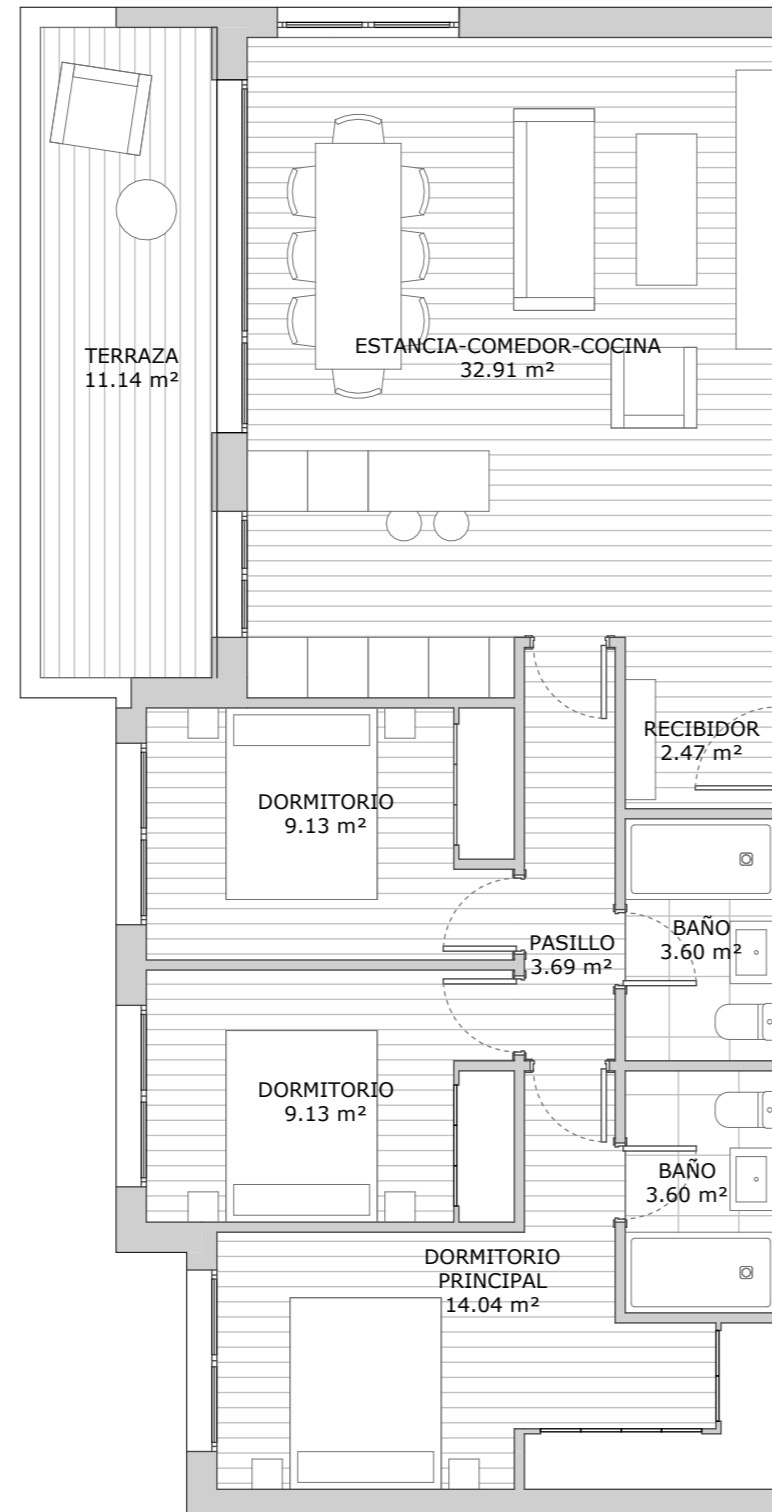 TERRAZA
11.14 m²
ESTANCIA-COMEDOR-COCINA
32.91 m²
RECIBIDOR
2.47 m²
DORMITORIO
9.13 m²
PASILLO
3.69 m²
BAÑO
3.60 m²
DORMITORIO
9.13 m²
BAÑO
3.60 m²
DORMITORIO
PRINCIPAL
14.04 m²